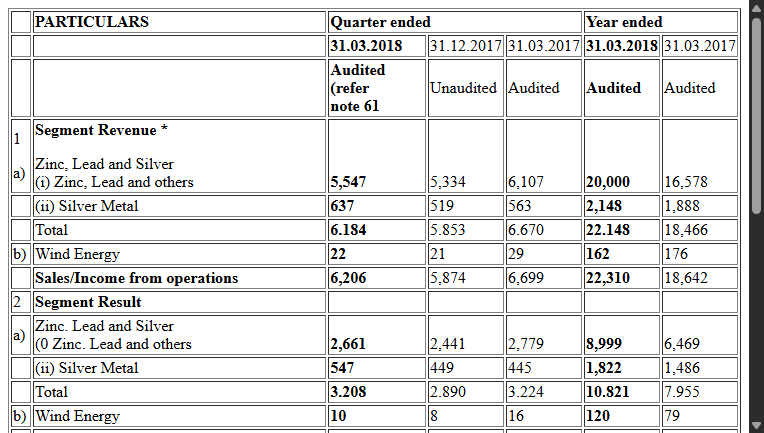 PARTICULARS Quarter ended Year ended
31.03.2018 31.12.2017 31.03.2017 31.03.2018 31.03.2017
Audited
(refer Unaudited Audited Audited Audited
note 61
1 Segment Revenue *
a) Zinc, Lead and Silver
(i) Zinc, Lead and others 5,547 5,334 6,107 20,000 16,578
(ii) Silver Metal 637 519 563 2,148 1,888
Total 6.184 5.853 6.670 22.148 18,466
b) Wind Energy 22 21 29 162 176
Sales/Income from operations 6,206 5,874 6,699 22,310 18,642
2 Segment Result
a) Zinc. Lead and Silver
(0 Zinc. Lead and others 2,661 2,441 2,779 8,999 6,469
(ii) Silver Metal 547 449 445 1,822 1,486
Total 3.208 2.890 3.224 10.821 7.955
b) Wind Energy 10 8 16 120 79